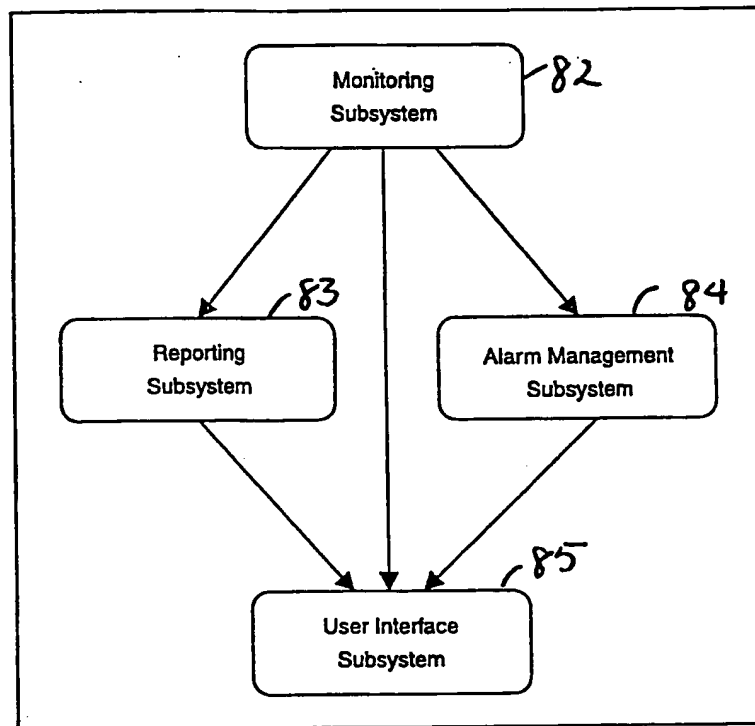 Monitoring
Subsystem
82
83
84
Reporting
Subsystem
Alarm Management
Subsystem
85
User Interface
Subsystem